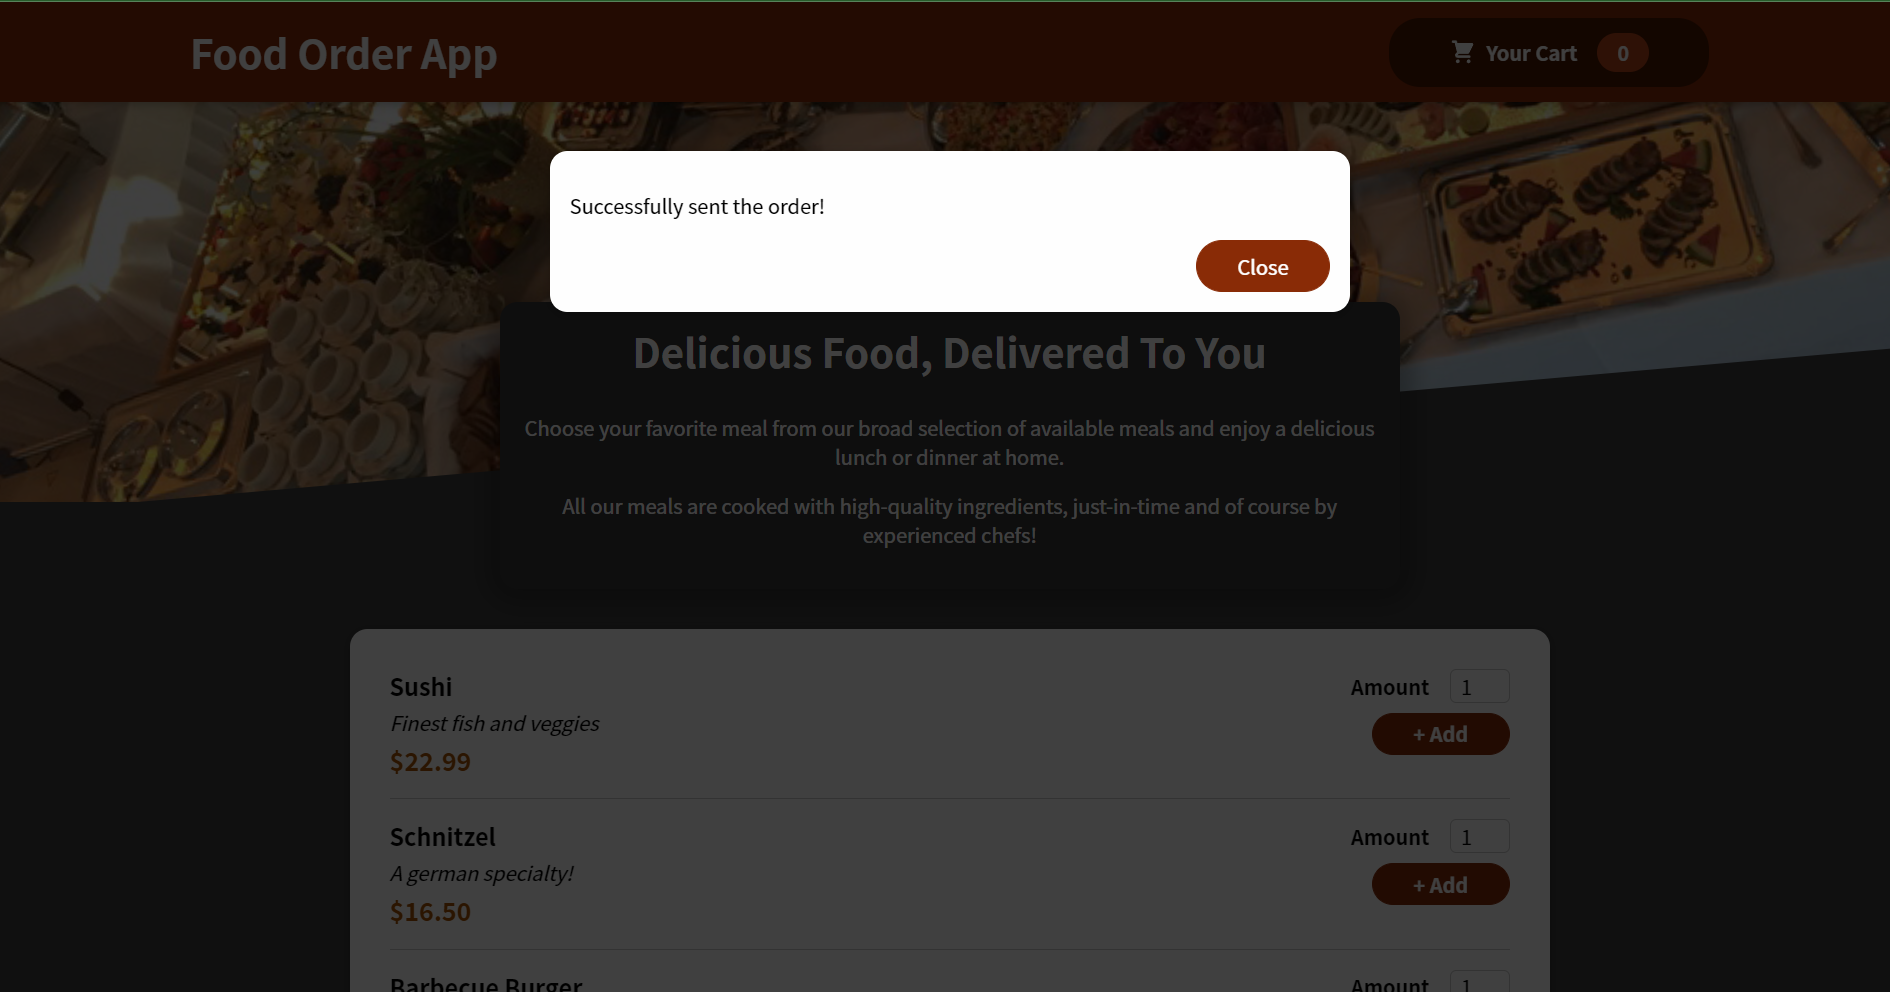 Food Order App
Your Cart 0
Successfully sent the order!
Close
Delicious Food, Delivered To You
Choose your favorite meal from our broad selection of available meals and enjoy a delicious
lunch or dinner at home.
All our meals are cooked with high-quality ingredients, just-in-time and of course by
experienced chefs!
Sushi
Amount 1
Finest fish and veggies
+ Add
$22.99
Schnitzel
Amount 1
A german specialty!
+ Add
$16.50
Barbecue Burger
Amount 1